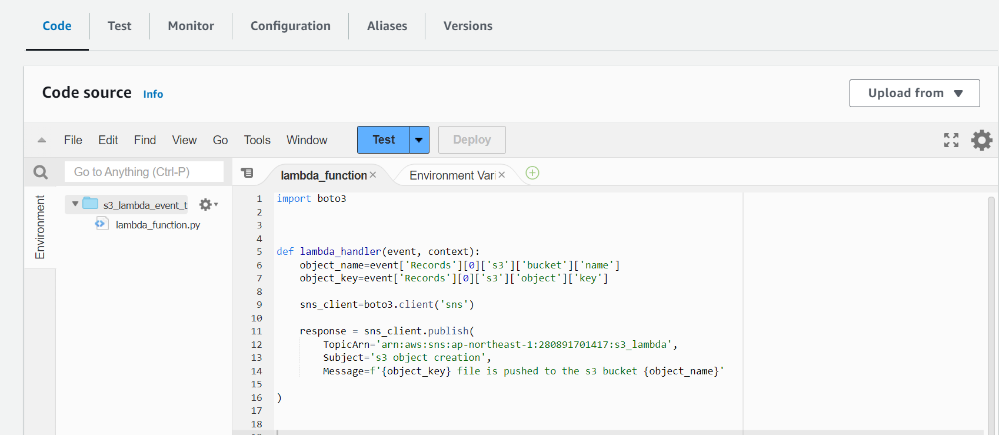 Code Test Monitor Configuration Aliases Versions
Code source Info
Upload from
File Edit Find View Go Tools Window Test Deploy
Go to Anything (Ctrl-P)
lambda_function
Environment Vari
Environment
s3_lambda_event_t
lambda_function.py
1 import boto3
2
3
4
5 def lambda_handler(event, context):
6 object_name=event['Records'][0]['s3']['bucket']['name']
7 object_key=event['Records'][0]['s3']['object']['key']
8
9 sns_client=boto3.client('sns')
10
11 response = sns_client.publish(
12 TopicArn='arn:aws:sns:ap-northeast-1:280891701417:s3_lambda',
13 Subject='s3 object creation',
14 Message=f'{object_key} file is pushed to the s3 bucket {object_name}'
15
16 )
17
18